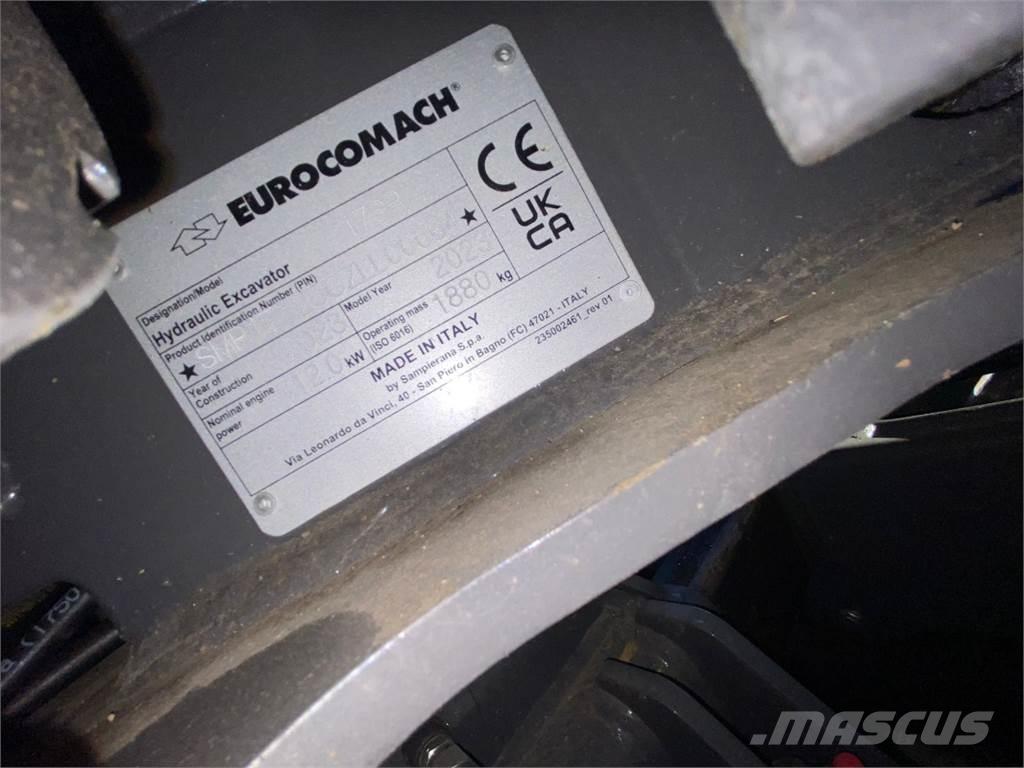 EUROCOMACH®
Designation/Model
Hydraulic Excavator
Product Identification Number (PIN)
★ ★
Year of Construction
Model Year 2023
Nominal engine power 12.0 kW
Operating mass (ISO 6016) 1880 kg
CE
UK
CA
MADE IN ITALY
by Sampierana S.p.a.
Via Leonardo da Vinci, 40 - San Piero in Bagno (FC) 47021 - ITALY
235002461_rev 01
MASCUS